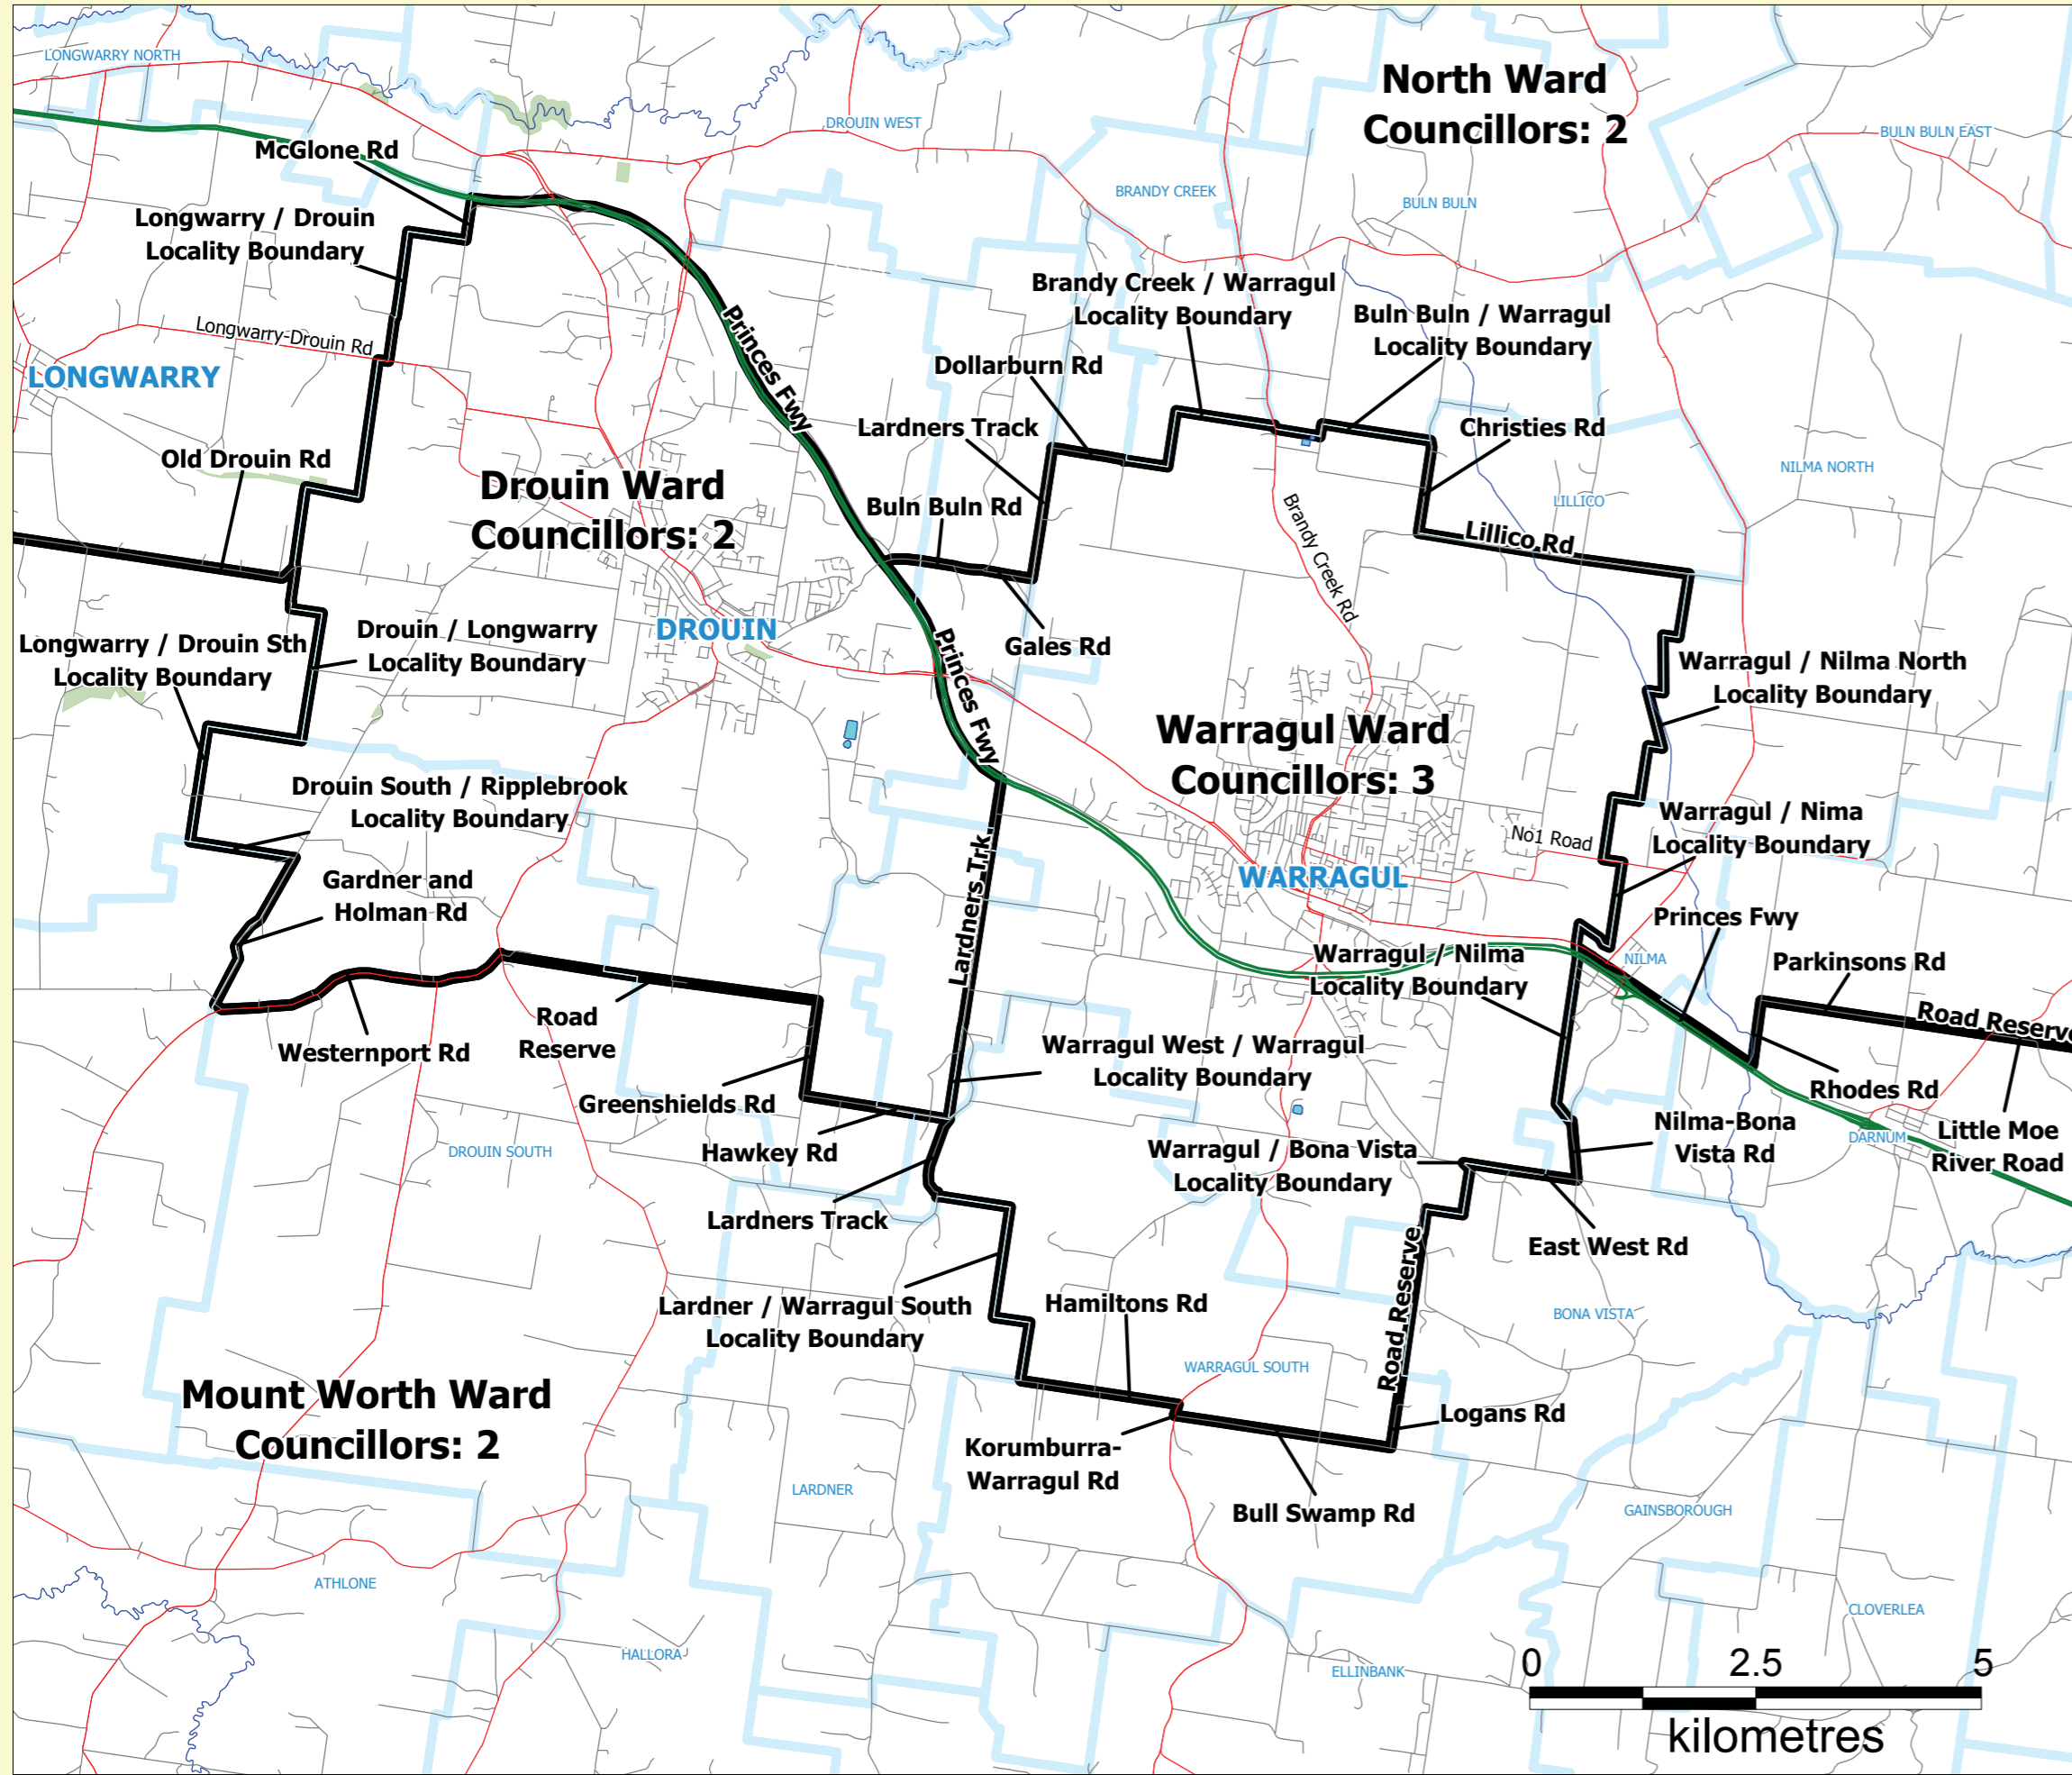 LONGWARRY NORTH
North Ward
Councillors: 2
DROUIN WEST
BULN BULN EAST
McGlone Rd
BRANDY CREEK
BULN BULN
Longwarry / Drouin
Locality Boundary
Brandy Creek / Warragul
Locality Boundary
Buln Buln / Warragul
Locality Boundary
Longwarry-Drouin Rd
Princes Fwy
LONGWARRY
Dollarburn Rd
Lardners Track
Christies Rd
Old Drouin Rd
NILMA NORTH
Drouin Ward
Councillors: 2
Buln Buln Rd
LILLICO
Brandy Creek Rd
Lillico Rd
Longwarry / Drouin Sth
Locality Boundary
Drouin / Longwarry
Locality Boundary
DROUIN
Princes Fwy
Gales Rd
Warragul / Nilma North
Locality Boundary
Warragul Ward
Councillors: 3
Drouin South / Ripplebrook
Locality Boundary
Warragul / Nima
Locality Boundary
No1 Road
Lardners Trk
WARRAGUL
Gardner and
Holman Rd
Princes Fwy
Warragul / Nilma
Locality Boundary
NILMA
Parkinsons Rd
Road Reserve
Road
Reserve
Westernport Rd
Warragul West / Warragul
Locality Boundary
Greenshields Rd
Rhodes Rd
Nilma-Bona
Vista Rd
DARNUM
Little Moe
River Road
DROUIN SOUTH
Hawkey Rd
Warragul / Bona Vista
Locality Boundary
Lardners Track
East West Rd
Road Reserve
Lardner / Warragul South
Locality Boundary
Hamiltons Rd
BONA VISTA
WARRAGUL SOUTH
Mount Worth Ward
Councillors: 2
Logans Rd
Korumburra-
Warragul Rd
LARDNER
Bull Swamp Rd
GAINSBOROUGH
ATHLONE
CLOVERLEA
HALLORA
ELLINBANK
0 2.5 5
kilometres